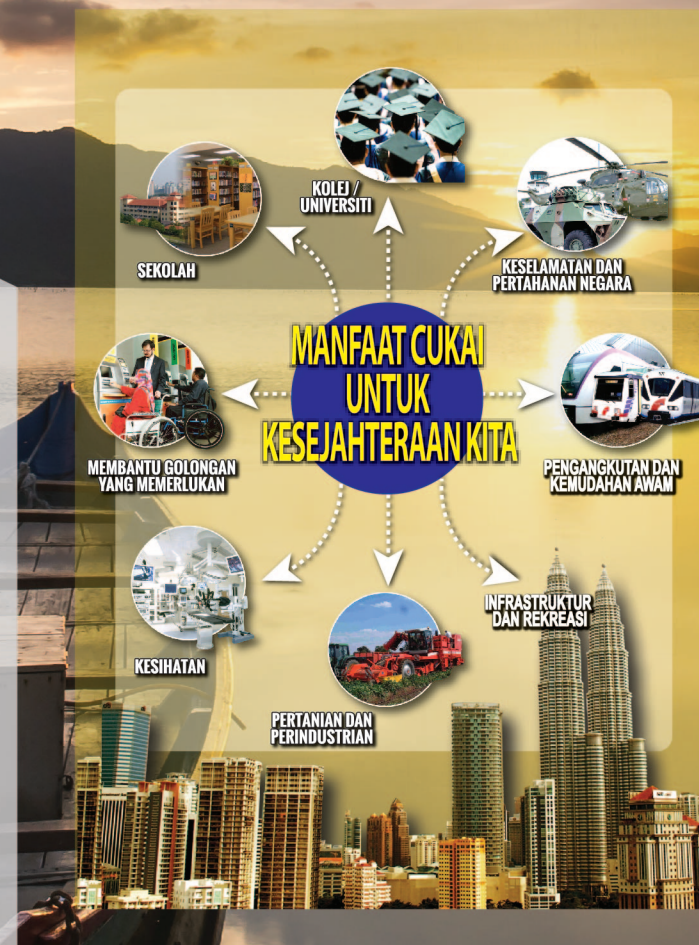 KOLEJ /
UNIVERSITI
SEKOLAH
KESELAMATAN DAN
PERTAHANAN NEGARA
MANFAAT CUKAI
UNTUK
KESEJAHTERAAN KITA
MEMBANTU GOLONGAN
YANG MEMERLUKAN
PENGANGKUTAN DAN
KEMUDAHAN AWAM
INFRASTRUKTUR
DAN REKREASI
KESIHATAN
PERTANIAN DAN
PERINDUSTRIAN